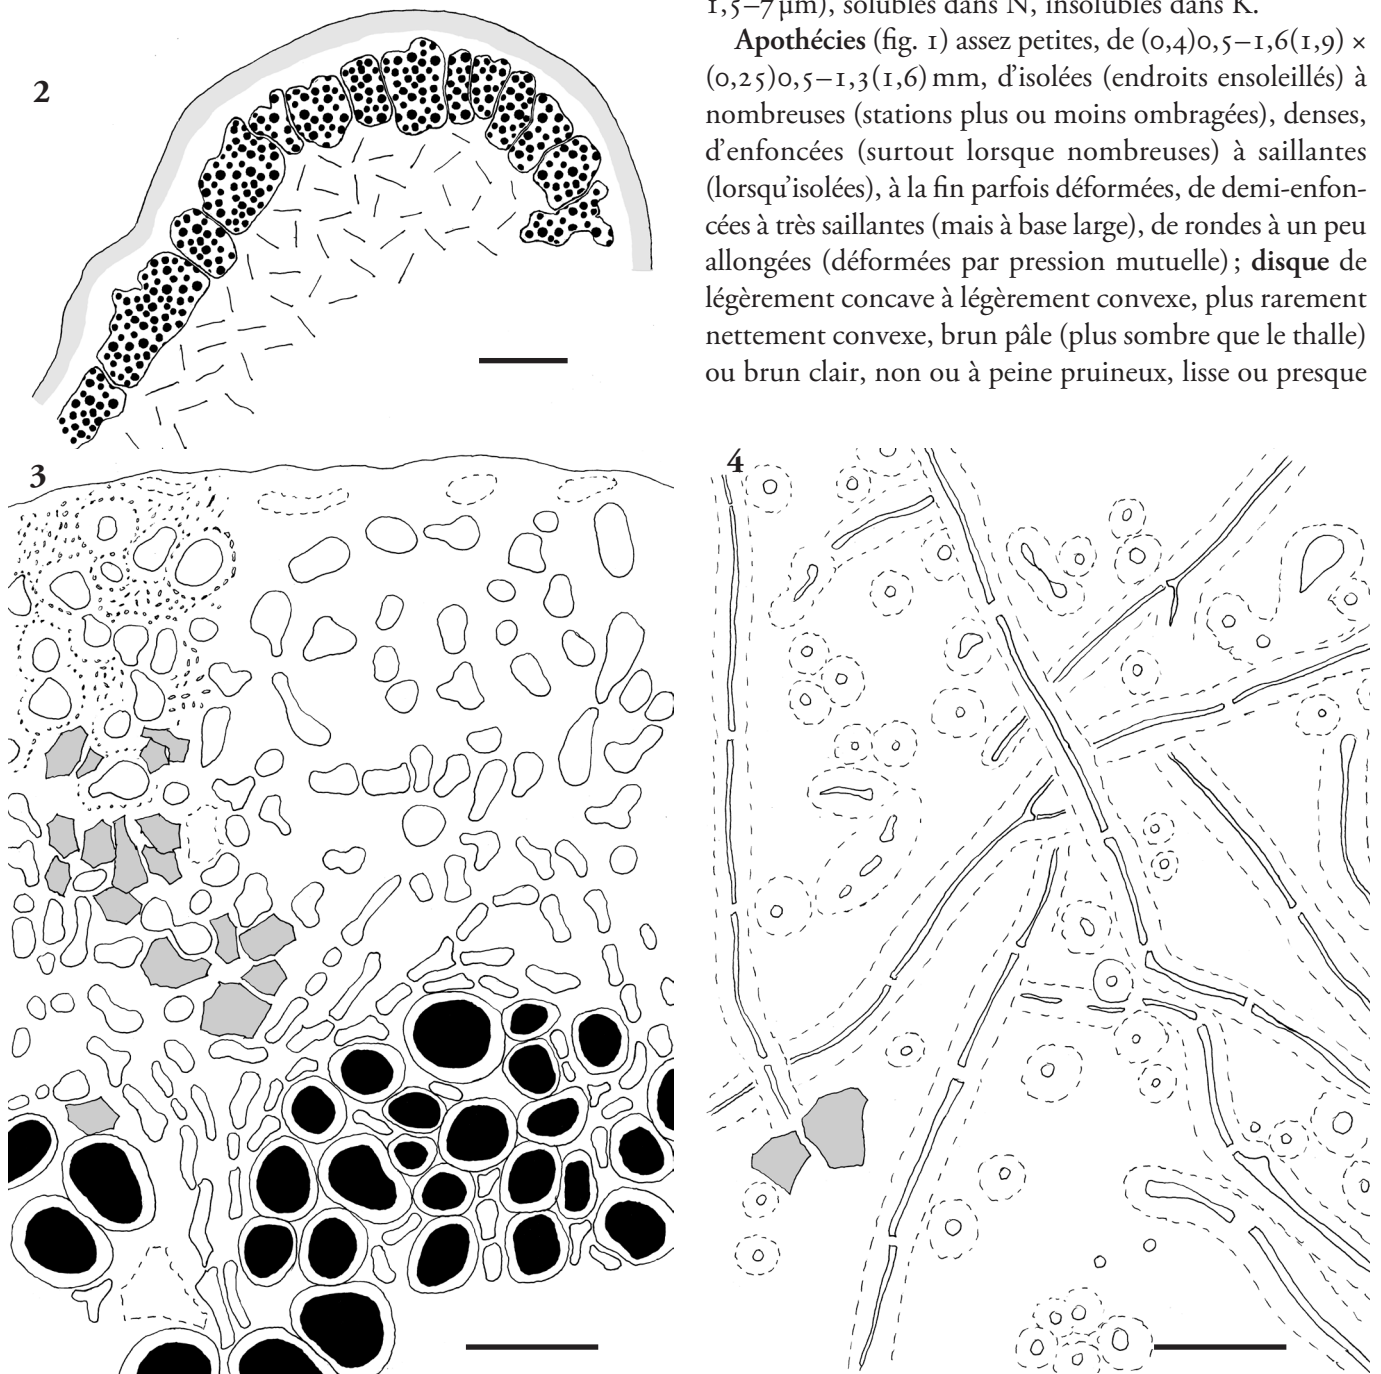 1,5–7 µm), solubles dans N, insolubles dans K.
Apothécies (fig. 1) assez petites, de (0,4)0,5–1,6(1,9) ×
(0,25)0,5–1,3(1,6) mm, d'isolées (endroits ensoleillés) à
nombreuses (stations plus ou moins ombragées), denses,
d'enfoncées (surtout lorsque nombreuses) à saillantes
(lorsqu'isolées), à la fin parfois déformées, de demi-enfon-
cées à très saillantes (mais à base large), de rondes à un peu
allongées (déformées par pression mutuelle) ; disque de
légèrement concave à légèrement convexe, plus rarement
nettement convexe, brun pâle (plus sombre que le thalle)
ou brun clair, non ou à peine pruineux, lisse ou presque
2
3
4